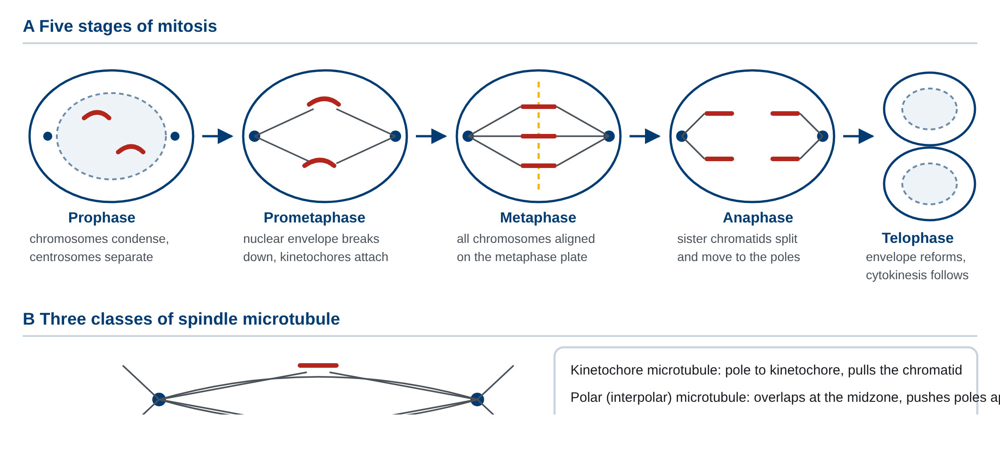 A Five stages of mitosis
Prophase
chromosomes condense,
centrosomes separate
Prometaphase
nuclear envelope breaks
down, kinetochores attach
Metaphase
all chromosomes aligned
on the metaphase plate
Anaphase
sister chromatids split
and move to the poles
Telophase
envelope reforms,
cytokinesis follows
B Three classes of spindle microtubule
Kinetochore microtubule: pole to kinetochore, pulls the chromatid
Polar (interpolar) microtubule: overlaps at the midzone, pushes poles